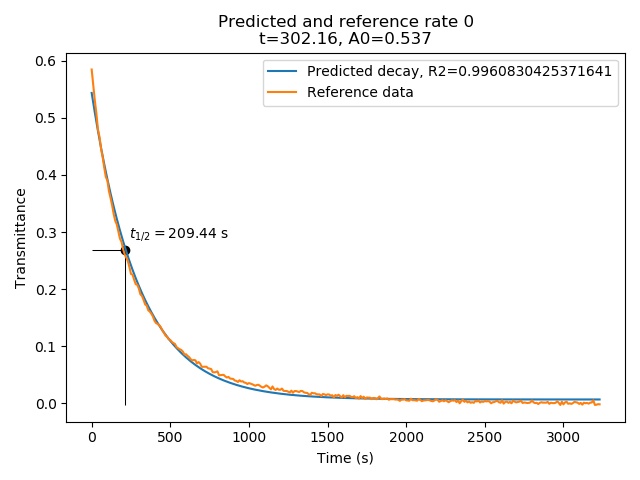 Predicted and reference rate 0
t=302.16, A0=0.537
Predicted decay, R2=0.9960830425371641
Reference data
t1/2 = 209.44 s
Transmittance
0.6
0.5
0.4
0.3
0.2
0.1
0.0
0 500 1000 1500 2000 2500 3000
Time (s)